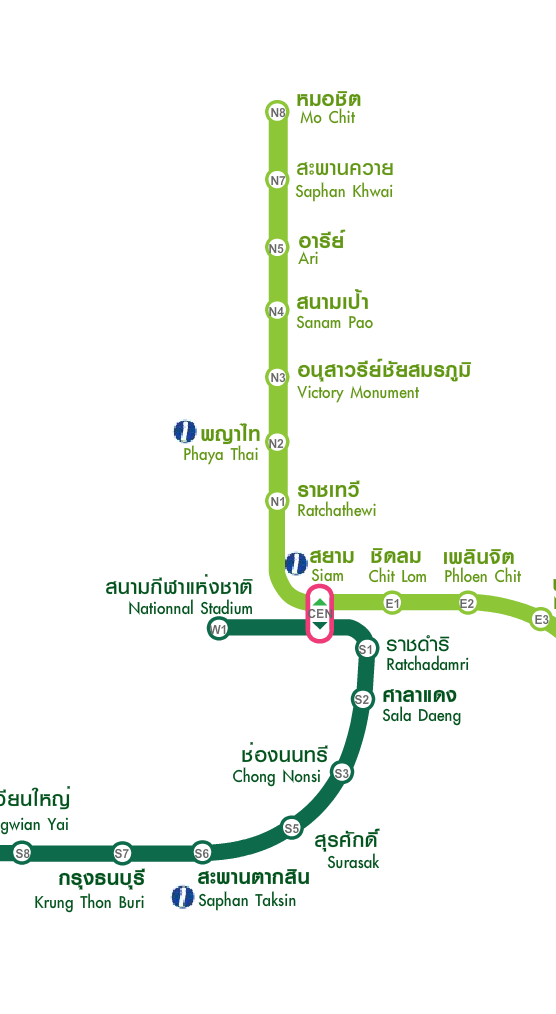 หมอชิต
N8
Mo Chit
สะพานควาย
N7
Saphan Khwai
อารีย์
N5
Ari
สนามเป้า
N4
Sanam Pao
อนุสาวรีย์ชัยสมรภูมิ
N3
Victory Monument
พญาไท
N2
Phaya Thai
ราชเทวี
N1
Ratchathewi
สยาม
Siam
ชิดลม
Chit Lom
เพลินจิต
Phloen Chit
E1
E2
E3
สนามกีฬาแห่งชาติ
Nationnal Stadium
W1
CEN
ราชดำริ
S1
Ratchadamri
ศาลาแดง
S2
Sala Daeng
ช่องนนทรี
Chong Nonsi
S3
สุรศักดิ์
S5
Surasak
วียนใหญ่
gwian Yai
S8
S7
S6
กรุงธนบุรี
Krung Thon Buri
สะพานตากสิน
Saphan Taksin